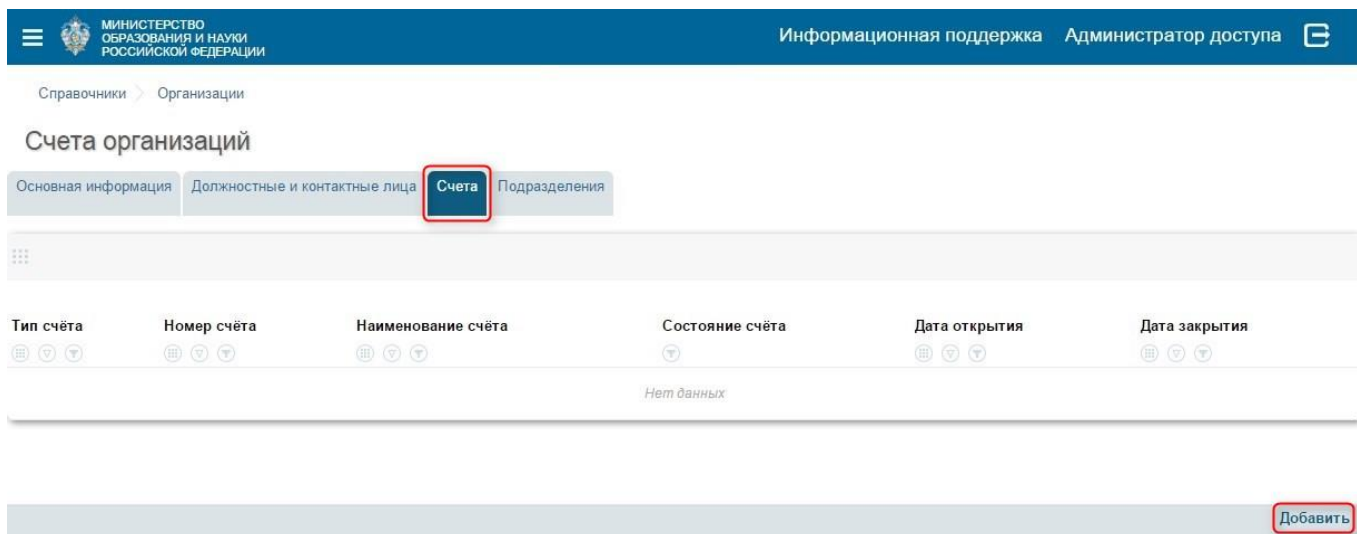 МИНИСТЕРСТВО
ОБРАЗОВАНИЯ И НАУКИ
РОССИЙСКОЙ ФЕДЕРАЦИИ
Информационная поддержка Администратор доступа
Справочники Организации
Счета организаций
Основная информация Должностные и контактные лица Счета Подразделения
Тип счёта Номер счёта Наименование счёта Состояние счёта Дата открытия Дата закрытия
Нет данных
Добавить